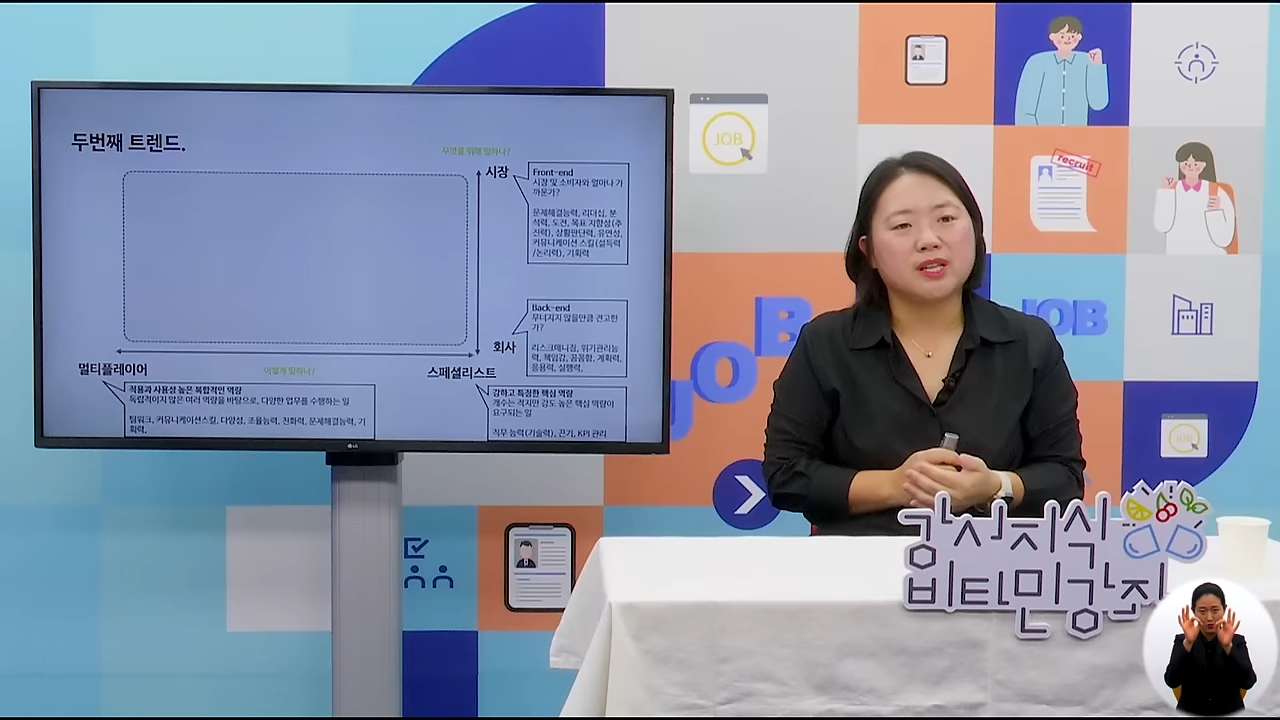 두번째 트렌드.
무엇을 위해 일하나?
시장
Front-end
시장 및 소비자와 얼마나 가
까운가?
문제해결능력, 리더십, 분
석력, 도전, 목표 지향성(추
진력), 상황판단력, 유연성,
커뮤니케이션 스킬(설득력
/논리력), 기획력
Back-end
무너지지 않을만큼 견고한
가?
회사
리스크매니징, 위기관리능
력, 책임감, 꼼꼼함, 계획력,
응용력, 실행력.
멀티플레이어
어떻게 일하나?
스페셜리스트
적용과 사용성 높은 복합적인 역량
독립적이지 않은 여러 역량을 바탕으로, 다양한 업무를 수행하는 일
팀워크, 커뮤니케이션스킬, 다양성, 조율능력, 친화력, 문제해결능력, 기
획력.
강하고 특정한 핵심 역량
개수는 적지만 강도 높은 핵심 역량이
요구되는 일
직무 능력(기술력), 끈기, KPI 관리
LG
JOB
recruit
JOB
JOB
JOB
강사지식
비타민강좌